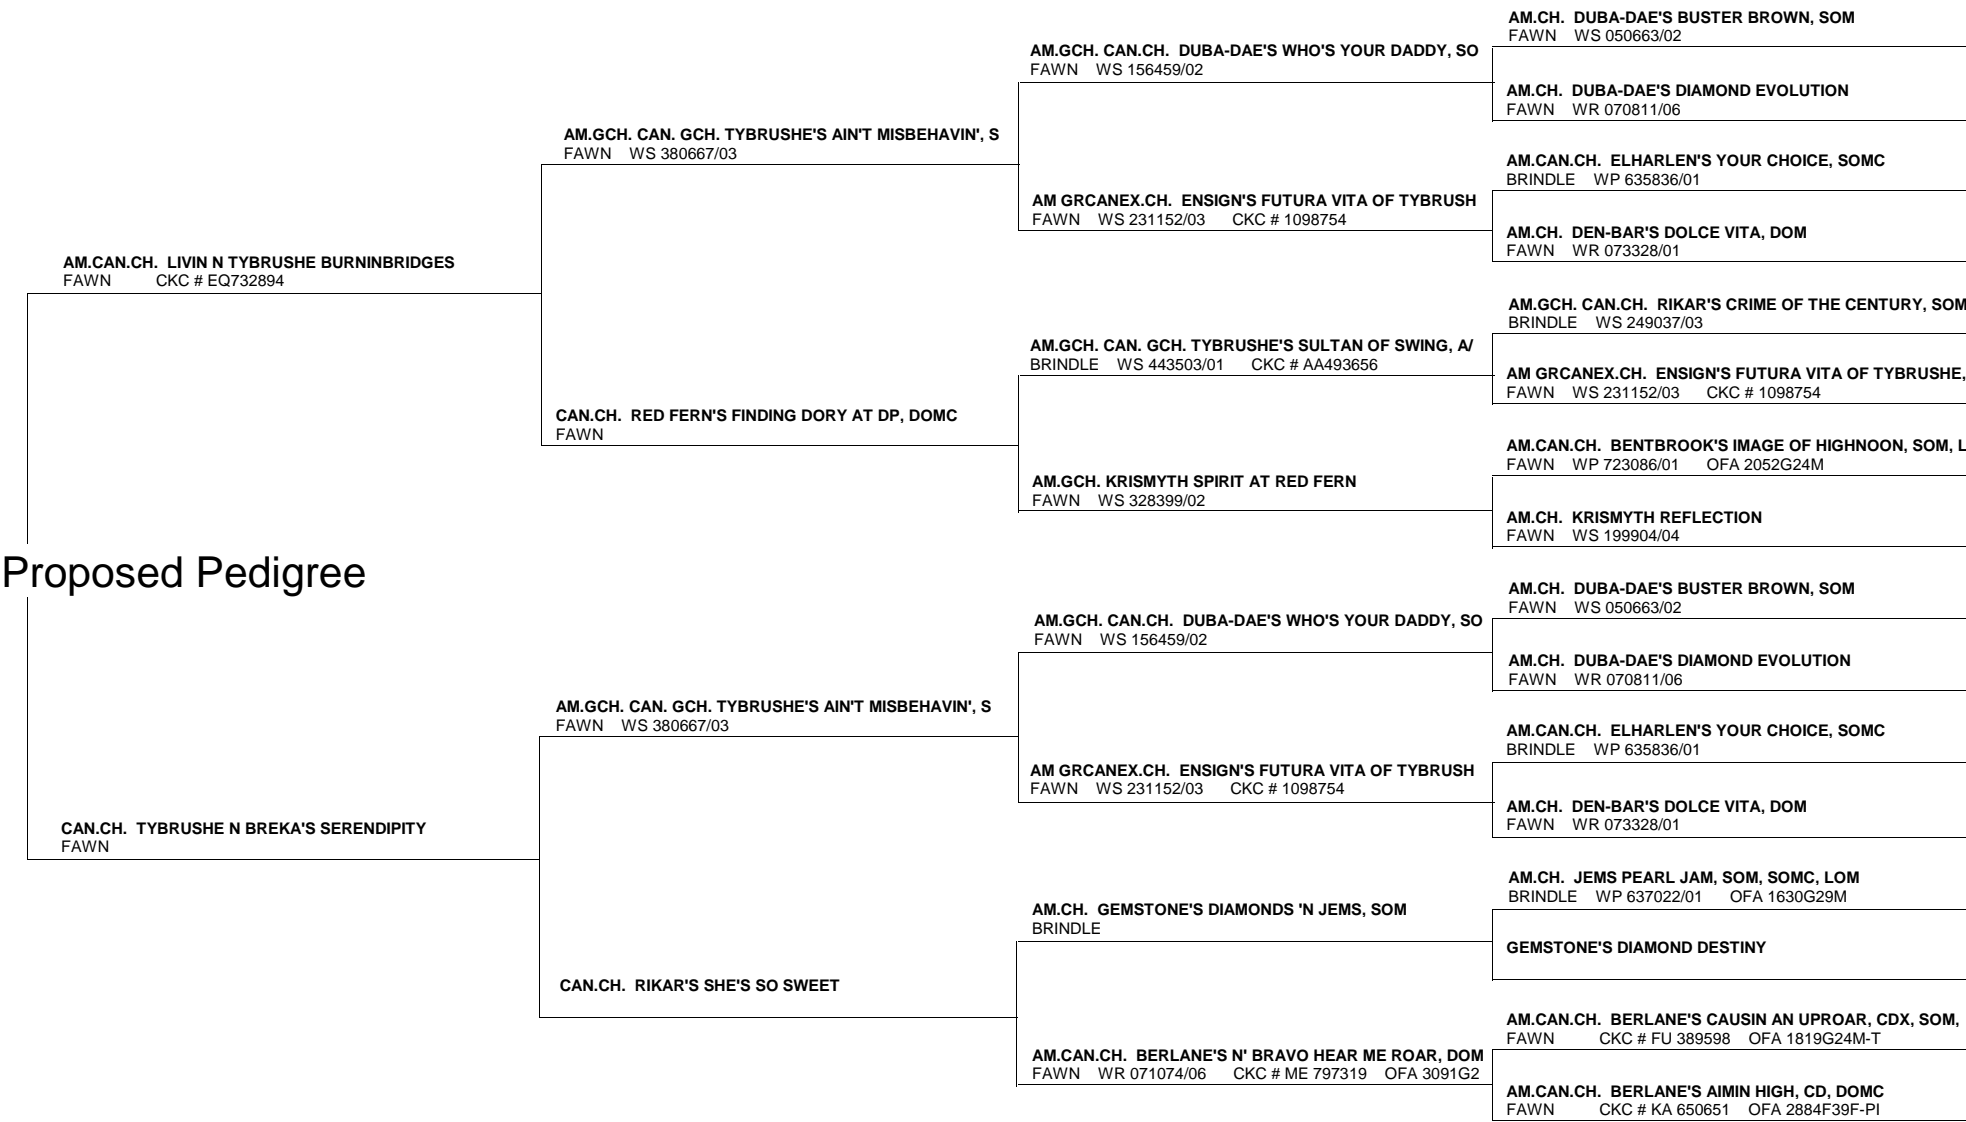 AM.CH. DUBA-DAE'S BUSTER BROWN, SOM
FAWN WS 050663/02
AM.GCH. CAN.CH. DUBA-DAE'S WHO'S YOUR DADDY, SO
FAWN WS 156459/02
AM.CH. DUBA-DAE'S DIAMOND EVOLUTION
FAWN WR 070811/06
AM.GCH. CAN. GCH. TYBRUSHE'S AIN'T MISBEHAVIN', S
FAWN WS 380667/03
AM.CAN.CH. ELHARLEN'S YOUR CHOICE, SOMC
BRINDLE WP 635836/01
AM GRCANEX.CH. ENSIGN'S FUTURA VITA OF TYBRUSH
FAWN WS 231152/03 CKC # 1098754
AM.CH. DEN-BAR'S DOLCE VITA, DOM
FAWN WR 073328/01
AM.CAN.CH. LIVIN N TYBRUSHE BURNINBRIDGES
FAWN CKC # EQ732894
AM.GCH. CAN.CH. RIKAR'S CRIME OF THE CENTURY, SOM
BRINDLE WS 249037/03
AM.GCH. CAN. GCH. TYBRUSHE'S SULTAN OF SWING, A/
BRINDLE WS 443503/01 CKC # AA493656
AM GRCANEX.CH. ENSIGN'S FUTURA VITA OF TYBRUSHE,
FAWN WS 231152/03 CKC # 1098754
CAN.CH. RED FERN'S FINDING DORY AT DP, DOMC
FAWN
AM.CAN.CH. BENTBROOK'S IMAGE OF HIGHNOON, SOM, L
FAWN WP 723086/01 OFA 2052G24M
AM.GCH. KRISMYTH SPIRIT AT RED FERN
FAWN WS 328399/02
AM.CH. KRISMYTH REFLECTION
FAWN WS 199904/04
Proposed Pedigree
AM.CH. DUBA-DAE'S BUSTER BROWN, SOM
FAWN WS 050663/02
AM.GCH. CAN.CH. DUBA-DAE'S WHO'S YOUR DADDY, SO
FAWN WS 156459/02
AM.CH. DUBA-DAE'S DIAMOND EVOLUTION
FAWN WR 070811/06
AM.GCH. CAN. GCH. TYBRUSHE'S AIN'T MISBEHAVIN', S
FAWN WS 380667/03
AM.CAN.CH. ELHARLEN'S YOUR CHOICE, SOMC
BRINDLE WP 635836/01
AM GRCANEX.CH. ENSIGN'S FUTURA VITA OF TYBRUSH
FAWN WS 231152/03 CKC # 1098754
AM.CH. DEN-BAR'S DOLCE VITA, DOM
FAWN WR 073328/01
CAN.CH. TYBRUSHE N BREKA'S SERENDIPITY
FAWN
AM.CH. JEMS PEARL JAM, SOM, SOMC, LOM
BRINDLE WP 637022/01 OFA 1630G29M
AM.CH. GEMSTONE'S DIAMONDS 'N JEMS, SOM
BRINDLE
GEMSTONE'S DIAMOND DESTINY
CAN.CH. RIKAR'S SHE'S SO SWEET
AM.CAN.CH. BERLANE'S CAUSIN AN UPROAR, CDX, SOM,
FAWN CKC # FU 389598 OFA 1819G24M-T
AM.CAN.CH. BERLANE'S N' BRAVO HEAR ME ROAR, DOM
FAWN WR 071074/06 CKC # ME 797319 OFA 3091G2
AM.CAN.CH. BERLANE'S AIMIN HIGH, CD, DOMC
FAWN CKC # KA 650651 OFA 2884F39F-PI